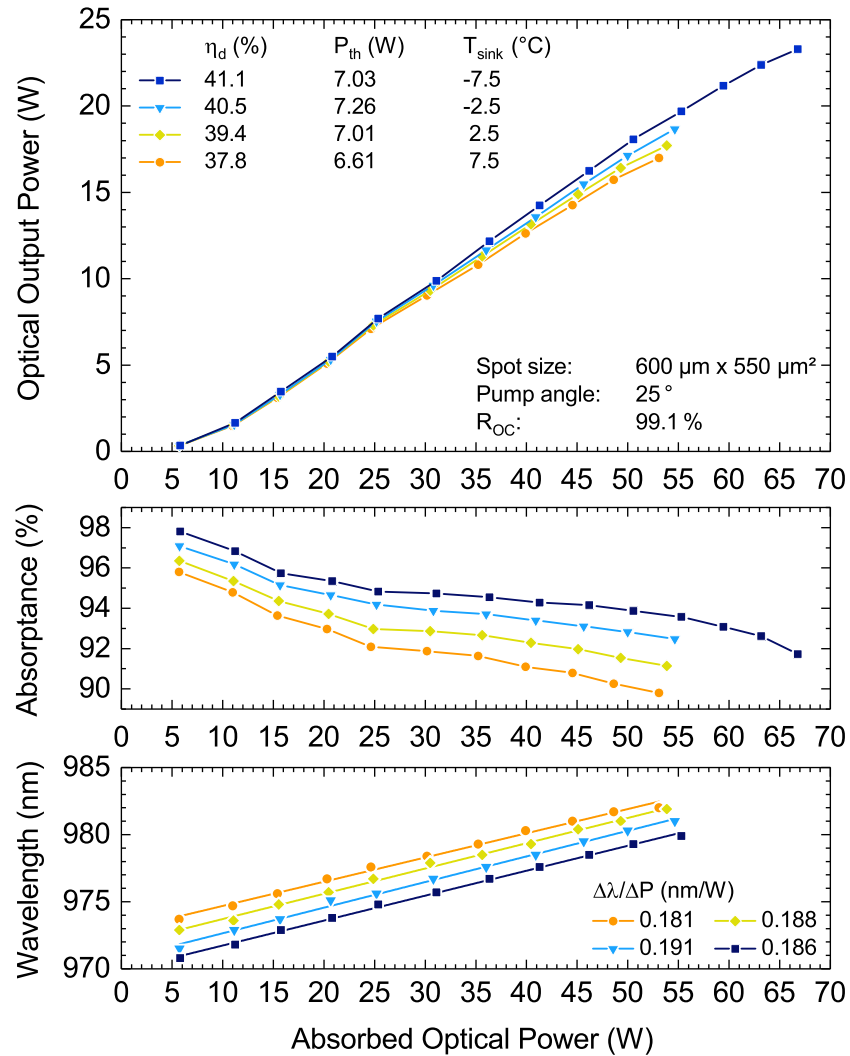 25
20
15
10
5
0
Optical Output Power (W)
η_d (%) P_th (W) T_sink (°C)
41.1 7.03 -7.5
40.5 7.26 -2.5
39.4 7.01 2.5
37.8 6.61 7.5
Spot size: 600 µm x 550 µm²
Pump angle: 25 °
R_OC: 99.1 %
0 5 10 15 20 25 30 35 40 45 50 55 60 65 70
98
96
94
92
90
Absorptance (%)
0 5 10 15 20 25 30 35 40 45 50 55 60 65 70
985
980
975
970
Wavelength (nm)
Δλ/ΔP (nm/W)
0.181 0.188
0.191 0.186
0 5 10 15 20 25 30 35 40 45 50 55 60 65 70
Absorbed Optical Power (W)